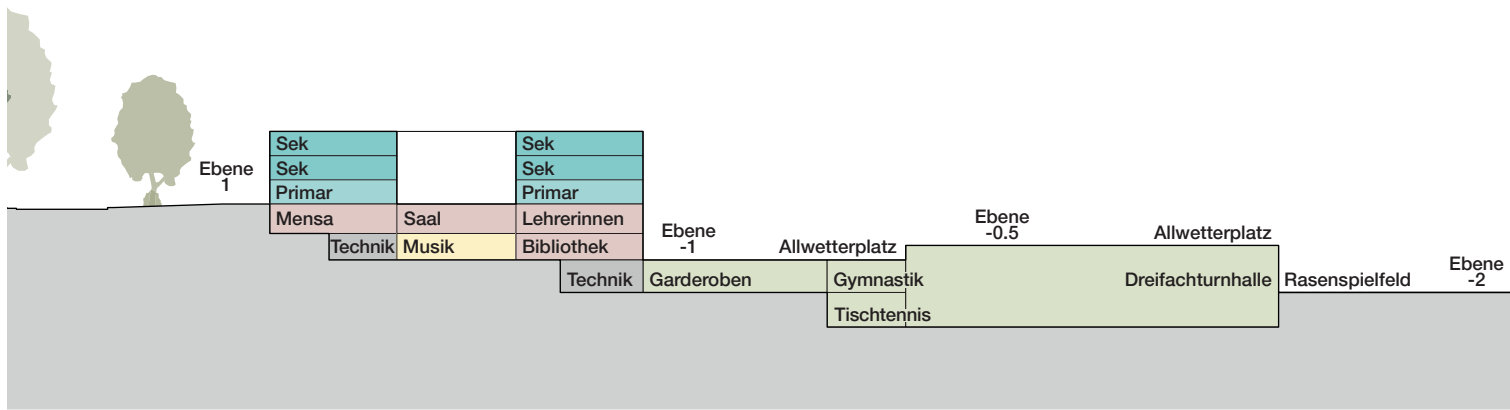 Sek
Sek
Sek
Sek
Ebene
1
Primar
Primar
Mensa
Saal
Lehrerinnen
Ebene
-1
Ebene
-0.5
Technik
Musik
Bibliothek
Allwetterplatz
Allwetterplatz
Technik
Garderoben
Gymnastik
Dreifachturnhalle
Rasenspielfeld
Ebene
-2
Tischtennis